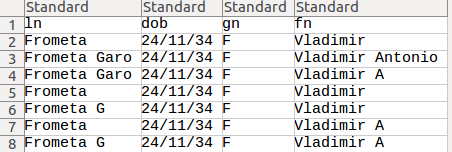 Standard Standard Standard Standard
1 ln dob gn fn
2 Frometa 24/11/34 F Vladimir
3 Frometa Garo 24/11/34 F Vladimir Antonio
4 Frometa Garo 24/11/34 F Vladimir A
5 Frometa 24/11/34 F Vladimir
6 Frometa G 24/11/34 F Vladimir
7 Frometa 24/11/34 F Vladimir A
8 Frometa G 24/11/34 F Vladimir A